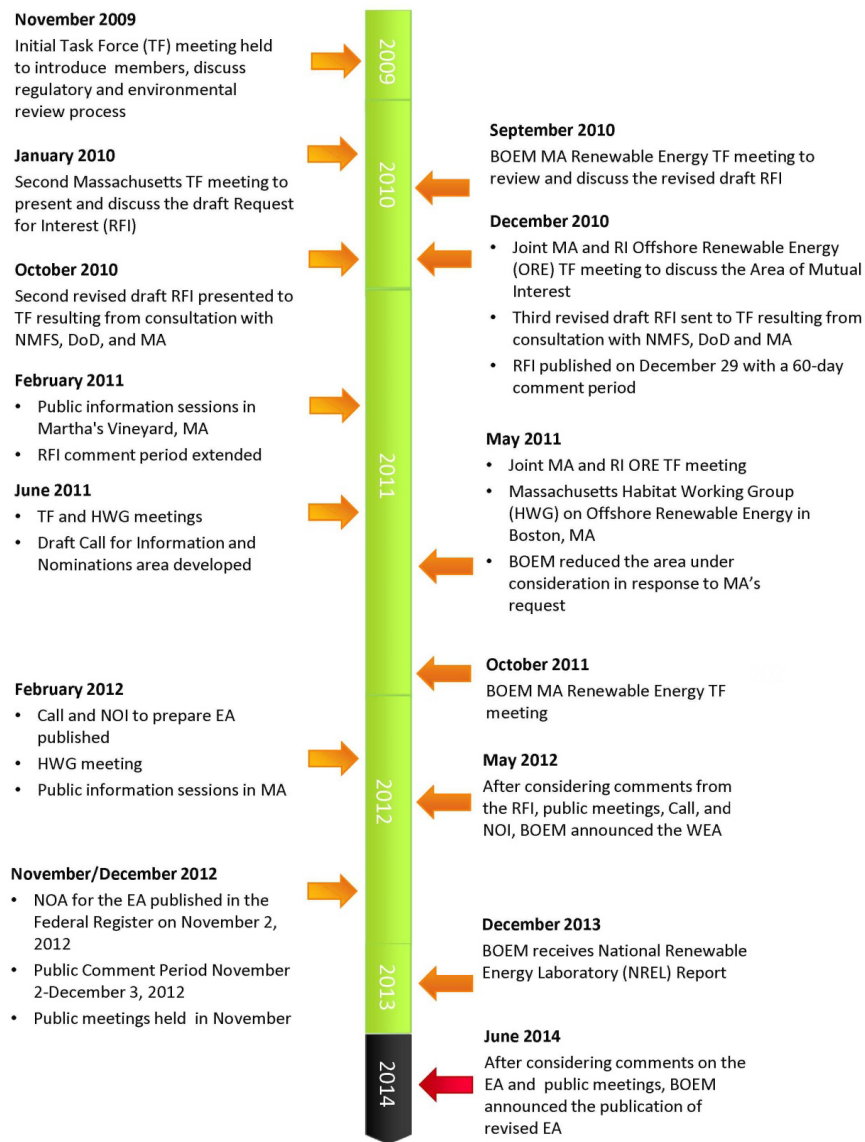 November 2009
Initial Task Force (TF) meeting held
to introduce  members, discuss
regulatory and environmental
review process
January 2010
Second Massachusetts TF meeting to
present and discuss the draft Request
for Interest (RFI)
October 2010
Second revised draft RFI presented to
TF resulting from consultation with
NMFS, DoD, and MA
February 2011
• Public information sessions in
Martha's Vineyard, MA
• RFI comment period extended
June 2011
• TF and HWG meetings
• Draft Call for Information and
Nominations area developed
February 2012
• Call and NOI to prepare EA
published
• HWG meeting
• Public information sessions in MA
November/December 2012
• NOA for the EA published in the
Federal Register on November 2,
2012
• Public Comment Period November
2-December 3, 2012
• Public meetings held  in November
2009
2010
2011
2012
2013
2014
September 2010
BOEM MA Renewable Energy TF meeting to
review and discuss the revised draft RFI
December 2010
• Joint MA and RI Offshore Renewable Energy
(ORE) TF meeting to discuss the Area of Mutual
Interest
• Third revised draft RFI sent to TF resulting from
consultation with NMFS, DoD and MA
• RFI published on December 29 with a 60-day
comment period
May 2011
• Joint MA and RI ORE TF meeting
• Massachusetts Habitat Working Group
(HWG) on Offshore Renewable Energy in
Boston, MA
• BOEM reduced the area under
consideration in response to MA’s
request
October 2011
BOEM MA Renewable Energy TF
meeting
May 2012
After considering comments from
the RFI, public meetings, Call, and
NOI, BOEM announced the WEA
December 2013
BOEM receives National Renewable
Energy Laboratory (NREL) Report
June 2014
After considering comments on the
EA and  public meetings, BOEM
announced the publication of
revised EA